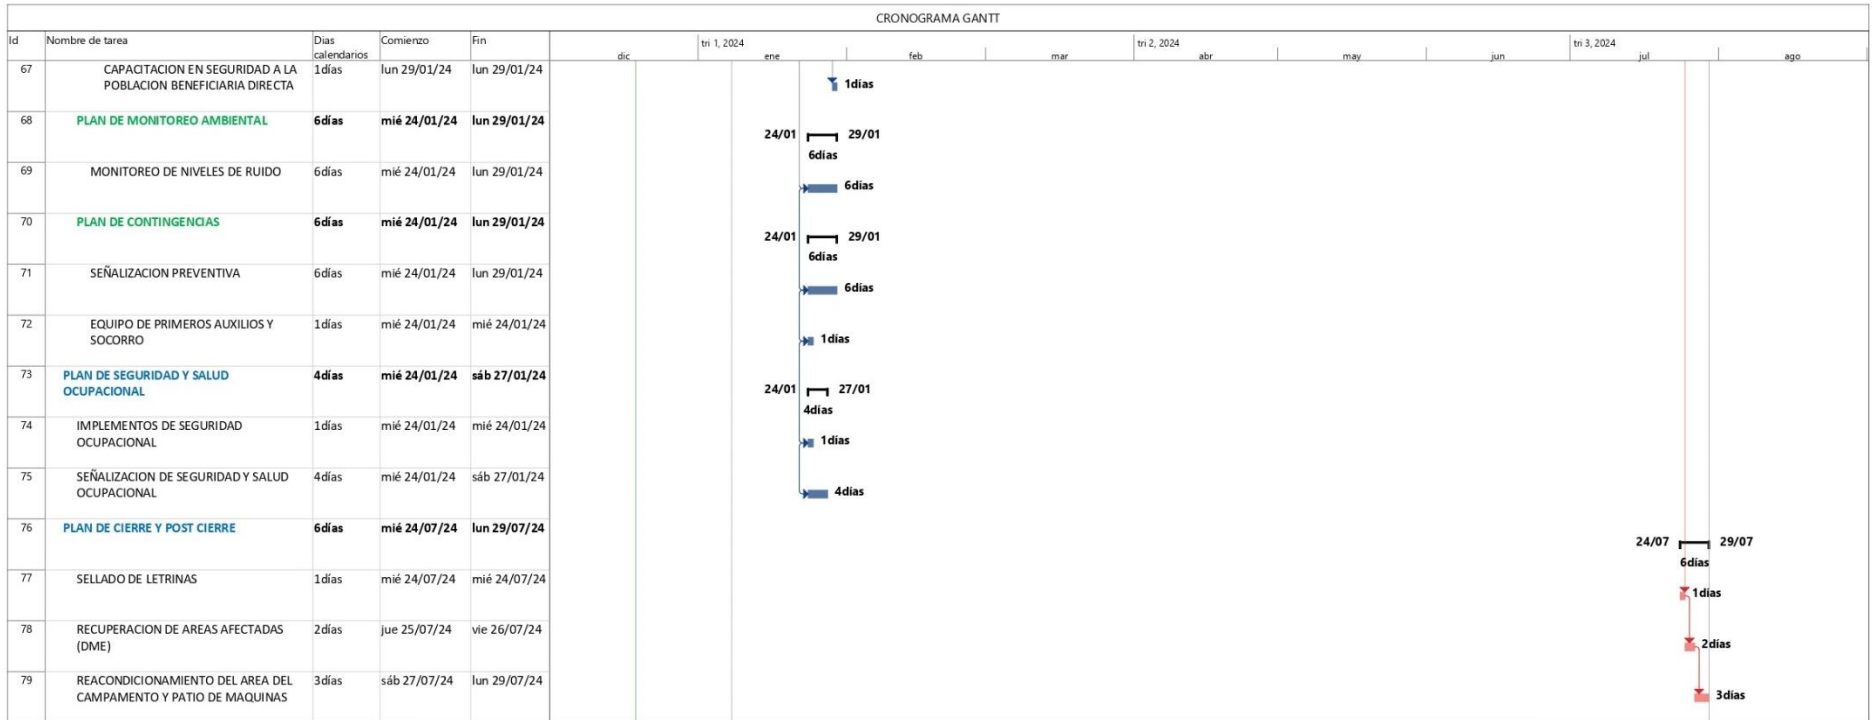 CRONOGRAMA GANTT
Id Nombre de tarea Dias Comienzo Fin tri 1, 2024 tri 2, 2024 tri 3, 2024
calendarios dic ene feb mar abr may jun jul ago
67 CAPACITACION EN SEGURIDAD A LA 1días lun 29/01/24 lun 29/01/24
POBLACION BENEFICIARIA DIRECTA 1días
68 PLAN DE MONITOREO AMBIENTAL 6días mié 24/01/24 lun 29/01/24
24/01 29/01
6días
69 MONITOREO DE NIVELES DE RUIDO 6días mié 24/01/24 lun 29/01/24
6días
70 PLAN DE CONTINGENCIAS 6días mié 24/01/24 lun 29/01/24
24/01 29/01
6días
71 SEÑALIZACION PREVENTIVA 6días mié 24/01/24 lun 29/01/24
6días
72 EQUIPO DE PRIMEROS AUXILIOS Y 1días mié 24/01/24 mié 24/01/24
SOCORRO 1días
73 PLAN DE SEGURIDAD Y SALUD 4días mié 24/01/24 sáb 27/01/24
OCUPACIONAL 24/01 27/01
4días
74 IMPLEMENTOS DE SEGURIDAD 1días mié 24/01/24 mié 24/01/24
OCUPACIONAL 1días
75 SEÑALIZACION DE SEGURIDAD Y SALUD 4días mié 24/01/24 sáb 27/01/24
OCUPACIONAL 4días
76 PLAN DE CIERRE Y POST CIERRE 6días mié 24/07/24 lun 29/07/24
24/07 29/07
6días
77 SELLADO DE LETRINAS 1días mié 24/07/24 mié 24/07/24
1días
78 RECUPERACION DE AREAS AFECTADAS 2días jue 25/07/24 vie 26/07/24
(DME) 2días
79 REACONDICIONAMIENTO DEL AREA DEL 3días sáb 27/07/24 lun 29/07/24
CAMPAMENTO Y PATIO DE MAQUINAS 3días